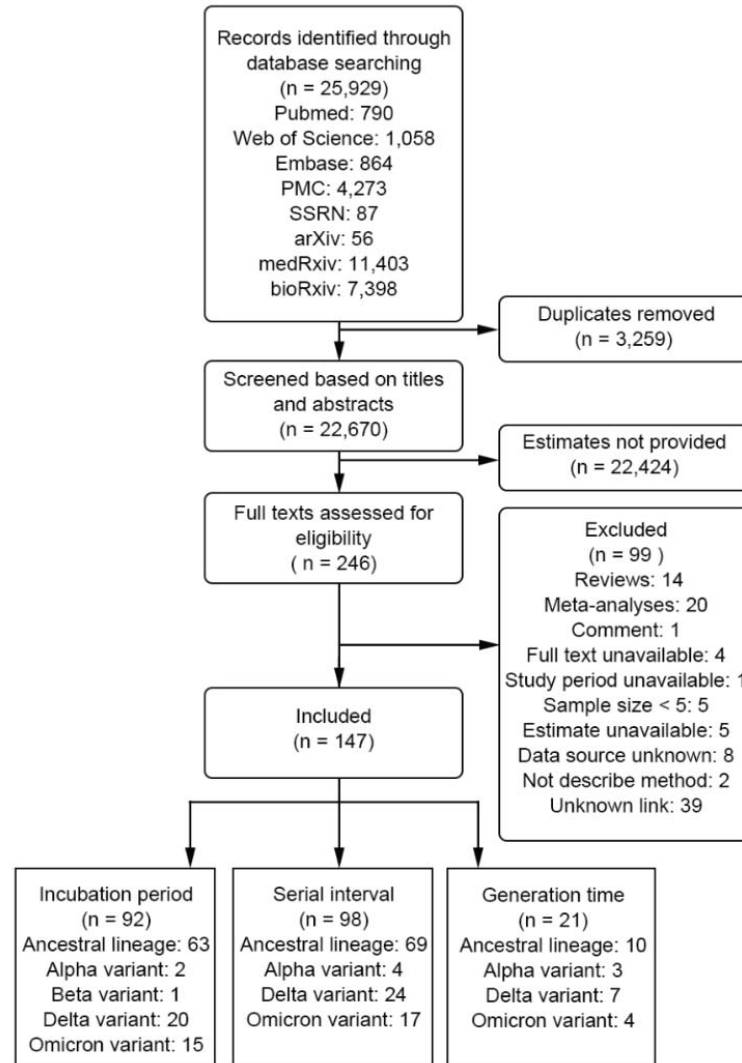 Records identified through
database searching
(n = 25,929)
Pubmed: 790
Web of Science: 1,058
Embase: 864
PMC: 4,273
SSRN: 87
arXiv: 56
medRxiv: 11,403
bioRxiv: 7,398
Duplicates removed
(n = 3,259)
Screened based on titles
and abstracts
(n = 22,670)
Estimates not provided
(n = 22,424)
Full texts assessed for
eligibility
( n = 246)
Excluded
(n = 99 )
Reviews: 14
Meta-analyses: 20
Comment: 1
Full text unavailable: 4
Study period unavailable: 1
Sample size < 5: 5
Estimate unavailable: 5
Data source unknown: 8
Not describe method: 2
Unknown link: 39
Included
(n = 147)
Incubation period
(n = 92)
Ancestral lineage: 63
Alpha variant: 2
Beta variant: 1
Delta variant: 20
Omicron variant: 15
Serial interval
(n = 98)
Ancestral lineage: 69
Alpha variant: 4
Delta variant: 24
Omicron variant: 17
Generation time
(n = 21)
Ancestral lineage: 10
Alpha variant: 3
Delta variant: 7
Omicron variant: 4